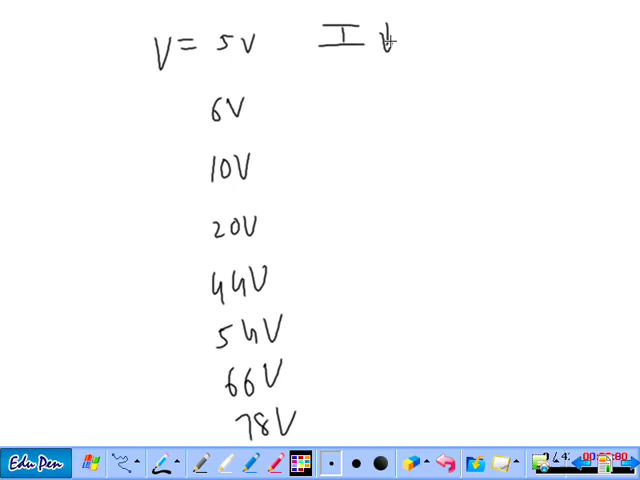 V = 5V I ↓
6V
10V
20V
44V
54V
66V
78V
Edu Pen